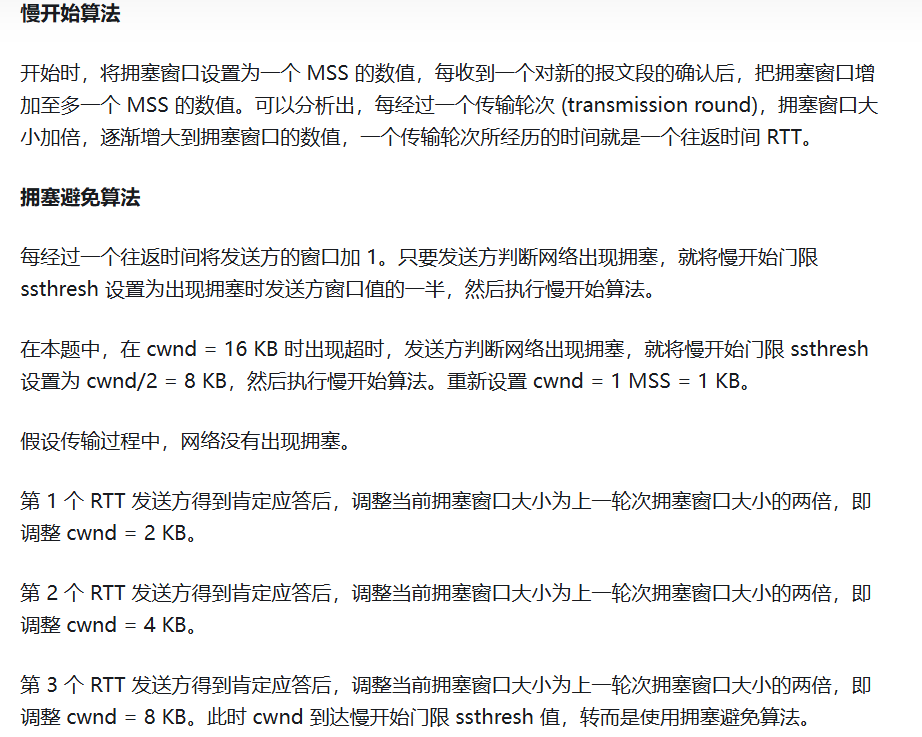 慢开始算法
开始时，将拥塞窗口设置为一个 MSS 的数值，每收到一个对新的报文段的确认后，把拥塞窗口增
加至多一个 MSS 的数值。可以分析出，每经过一个传输轮次 (transmission round)，拥塞窗口大
小加倍，逐渐增大到拥塞窗口的数值，一个传输轮次所经历的时间就是一个往返时间 RTT。
拥塞避免算法
每经过一个往返时间将发送方的窗口加 1。只要发送方判断网络出现拥塞，就将慢开始门限
ssthresh 设置为出现拥塞时发送方窗口值的一半，然后执行慢开始算法。
在本题中，在 cwnd = 16 KB 时出现超时，发送方判断网络出现拥塞，就将慢开始门限 ssthresh
设置为 cwnd/2 = 8 KB，然后执行慢开始算法。重新设置 cwnd = 1 MSS = 1 KB。
假设传输过程中，网络没有出现拥塞。
第 1 个 RTT 发送方得到肯定应答后，调整当前拥塞窗口大小为上一轮次拥塞窗口大小的两倍，即
调整 cwnd = 2 KB。
第 2 个 RTT 发送方得到肯定应答后，调整当前拥塞窗口大小为上一轮次拥塞窗口大小的两倍，即
调整 cwnd = 4 KB。
第 3 个 RTT 发送方得到肯定应答后，调整当前拥塞窗口大小为上一轮次拥塞窗口大小的两倍，即
调整 cwnd = 8 KB。此时 cwnd 到达慢开始门限 ssthresh 值，转而是使用拥塞避免算法。